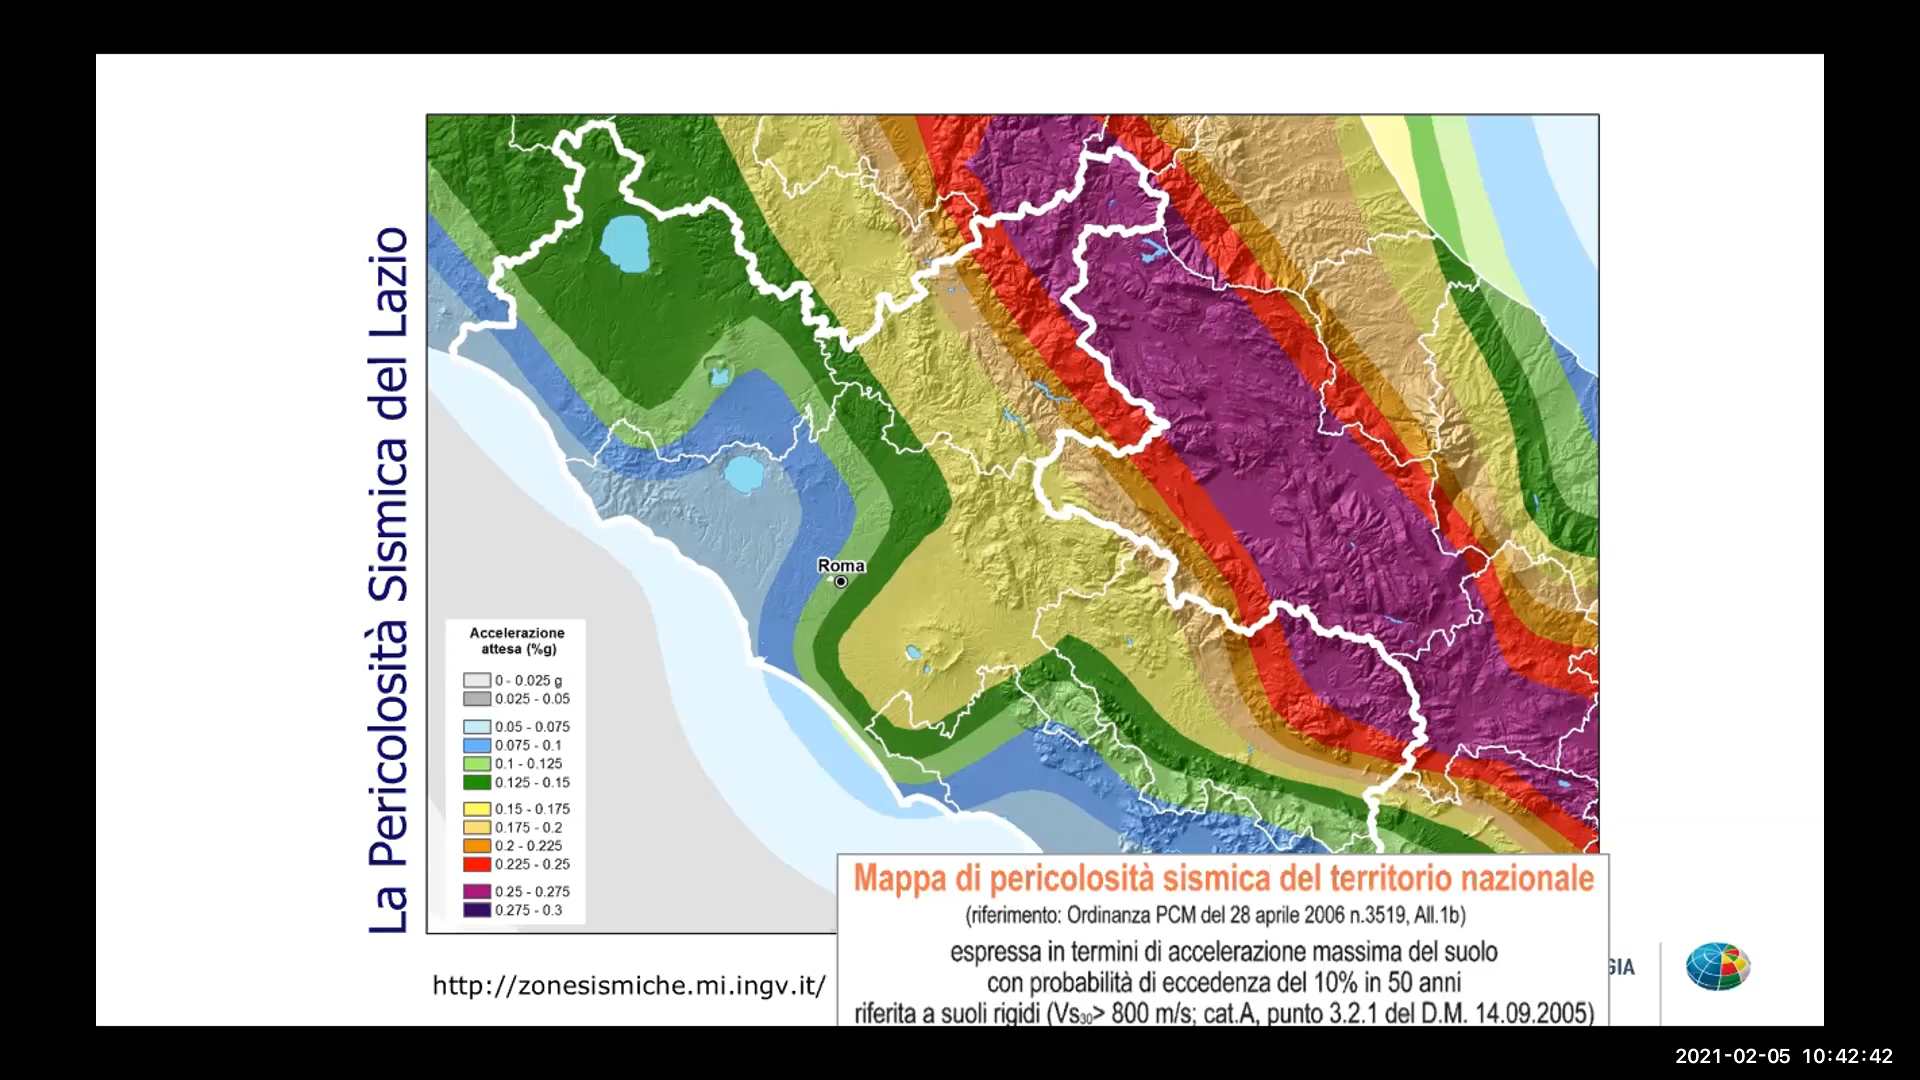 La Pericolosità Sismica del Lazio
Roma
Accelerazione
attesa (%g)
0 - 0.025 g
0.025 - 0.05
0.05 - 0.075
0.075 - 0.1
0.1 - 0.125
0.125 - 0.15
0.15 - 0.175
0.175 - 0.2
0.2 - 0.225
0.225 - 0.25
0.25 - 0.275
0.275 - 0.3
Mappa di pericolosità sismica del territorio nazionale
(riferimento: Ordinanza PCM del 28 aprile 2006 n.3519, All.1b)
espressa in termini di accelerazione massima del suolo
con probabilità di eccedenza del 10% in 50 anni
riferita a suoli rigidi (Vs30> 800 m/s; cat.A, punto 3.2.1 del D.M. 14.09.2005)
http://zonesismiche.mi.ingv.it/
2021-02-05 10:42:42